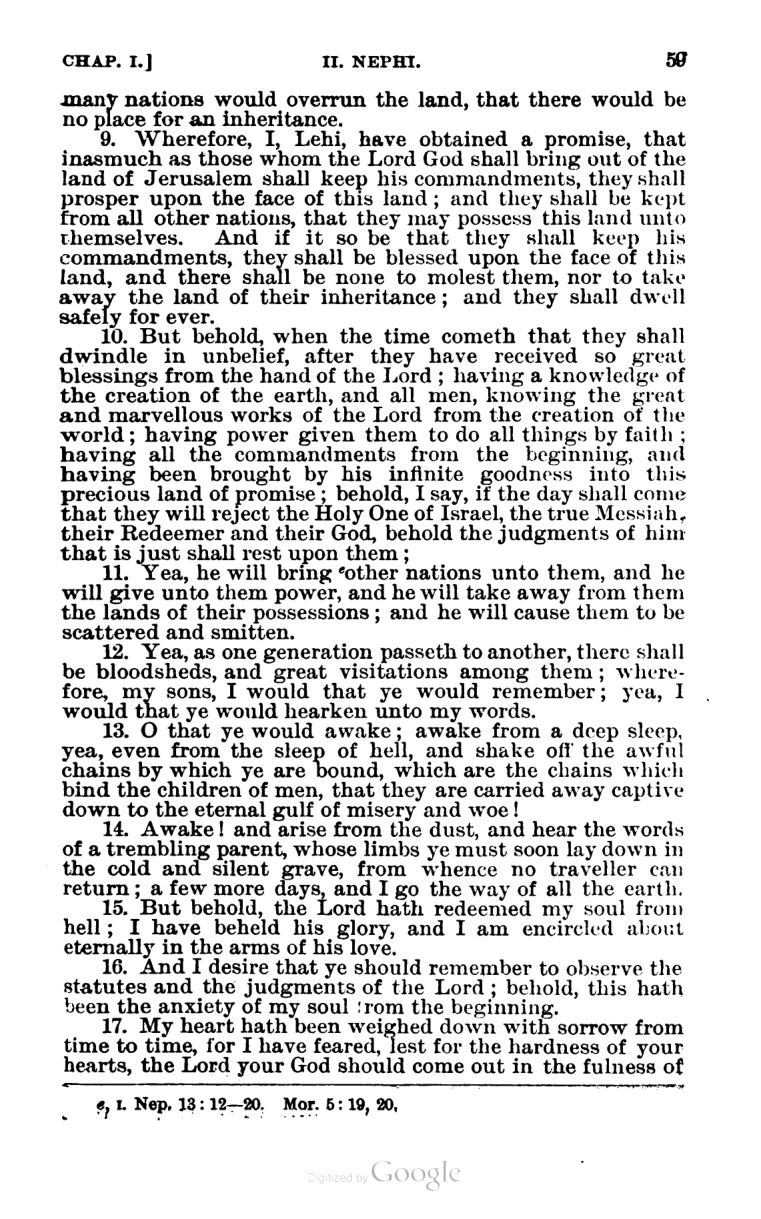 CHAP. I.] II. NEPHI. 59
many nations would overrun the land, that there would be
no place for an inheritance.
9. Wherefore, I, Lehi, have obtained a promise, that
inasmuch as those whom the Lord God shall bring out of the
land of Jerusalem shall keep his commandments, they shall
prosper upon the face of this land; and they shall be kept
from all other nations, that they may possess this land unto
themselves. And if it so be that they shall keep his
commandments, they shall be blessed upon the face of this
land, and there shall be none to molest them, nor to take
away the land of their inheritance; and they shall dwell
safely for ever.
10. But behold, when the time cometh that they shall
dwindle in unbelief, after they have received so great
blessings from the hand of the Lord; having a knowledge of
the creation of the earth, and all men, knowing the great
and marvellous works of the Lord from the creation of the
world; having power given them to do all things by faith;
having all the commandments from the beginning, and
having been brought by his infinite goodness into this
precious land of promise; behold, I say, if the day shall come
that they will reject the Holy One of Israel, the true Messiah,
their Redeemer and their God, behold the judgments of him
that is just shall rest upon them;
11. Yea, he will bring ᵉother nations unto them, and he
will give unto them power, and he will take away from them
the lands of their possessions; and he will cause them to be
scattered and smitten.
12. Yea, as one generation passeth to another, there shall
be bloodsheds, and great visitations among them; where-
fore, my sons, I would that ye would remember; yea, I
would that ye would hearken unto my words.
13. O that ye would awake; awake from a deep sleep,
yea, even from the sleep of hell, and shake off the awful
chains by which ye are bound, which are the chains which
bind the children of men, that they are carried away captive
down to the eternal gulf of misery and woe!
14. Awake! and arise from the dust, and hear the words
of a trembling parent, whose limbs ye must soon lay down in
the cold and silent grave, from whence no traveller can
return; a few more days, and I go the way of all the earth.
15. But behold, the Lord hath redeemed my soul from
hell; I have beheld his glory, and I am encircled about
eternally in the arms of his love.
16. And I desire that ye should remember to observe the
statutes and the judgments of the Lord; behold, this hath
been the anxiety of my soul from the beginning.
17. My heart hath been weighed down with sorrow from
time to time, for I have feared, lest for the hardness of your
hearts, the Lord your God should come out in the fulness of
e, I. Nep. 13:12—20. Mor. 5:19, 20.
Digitized by Google